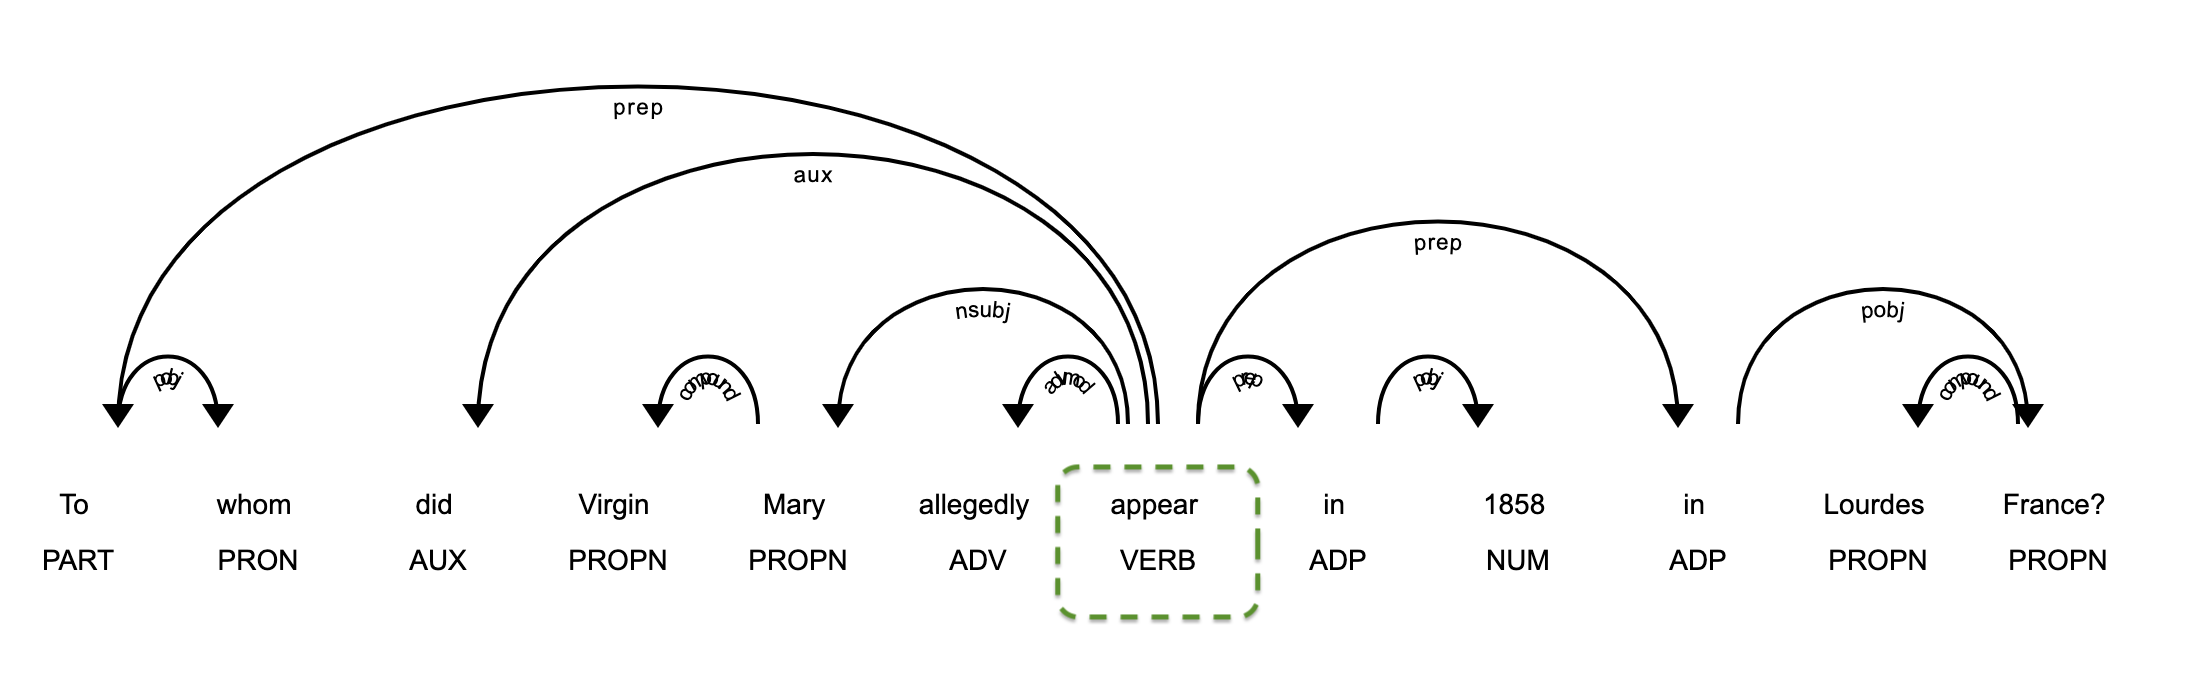 prep
aux
prep
nsubj
pobj
pobj
compound
advmod
prep
pobj
compound
To whom did Virgin Mary allegedly appear in 1858 in Lourdes France?
PART PRON AUX PROPN PROPN ADV VERB ADP NUM ADP PROPN PROPN